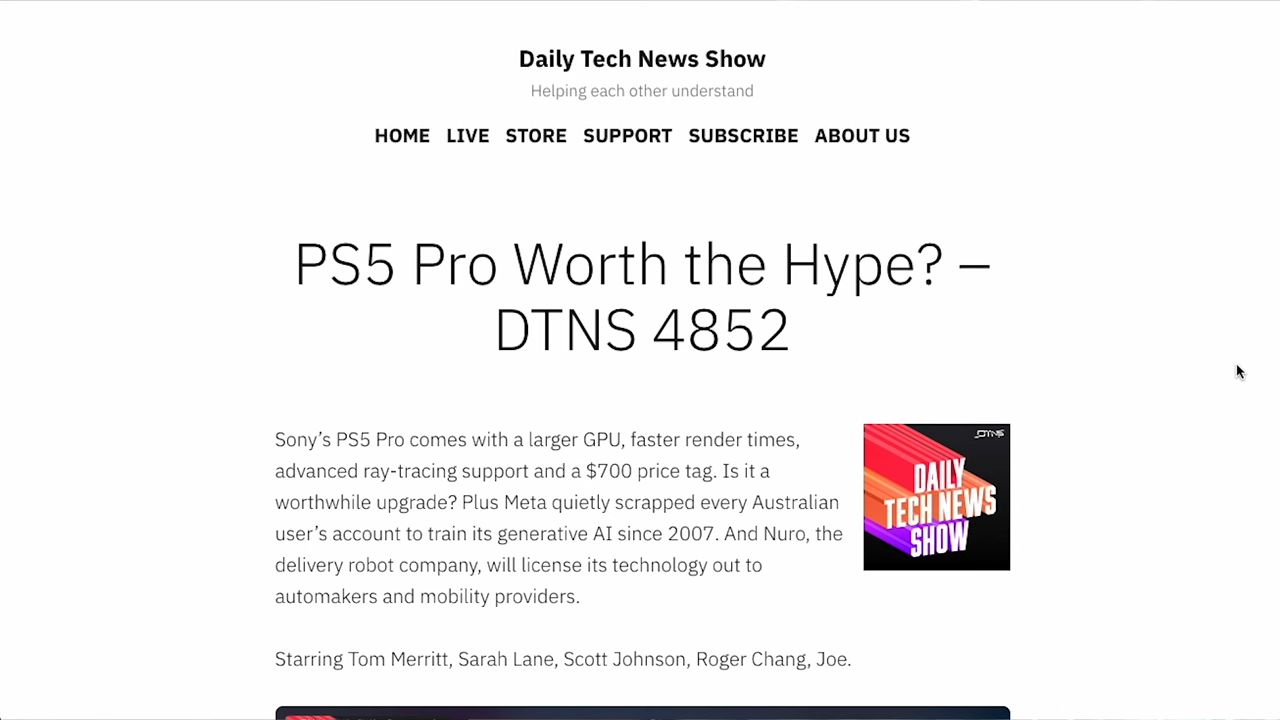 Daily Tech News Show
Helping each other understand
HOME LIVE STORE SUPPORT SUBSCRIBE ABOUT US
PS5 Pro Worth the Hype? –
DTNS 4852
Sony’s PS5 Pro comes with a larger GPU, faster render times,
advanced ray-tracing support and a $700 price tag. Is it a
worthwhile upgrade? Plus Meta quietly scrapped every Australian
user’s account to train its generative AI since 2007. And Nuro, the
delivery robot company, will license its technology out to
automakers and mobility providers.
DTNS
DAILY
TECH NEWS
SHOW
Starring Tom Merritt, Sarah Lane, Scott Johnson, Roger Chang, Joe.